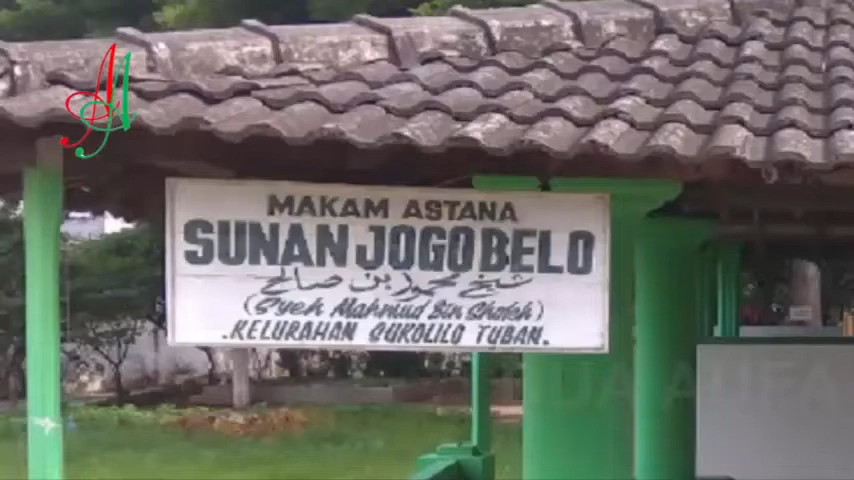 MAKAM ASTANA
SUNAN JOGOBELO
شيخ محمود بن صالح
(Syeh Mahmud Bin Sholeh)
.KELURAHAN SUKOLILO TUBAN.